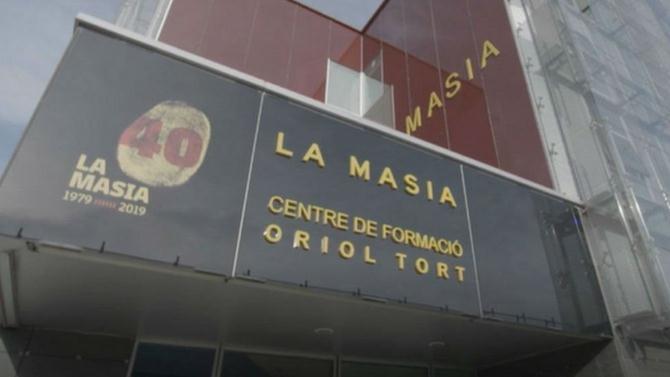 MASIA
40
LA
MASIA
1979 2019
LA MASIA
CENTRE DE FORMACIÓ
ORIOL TORT